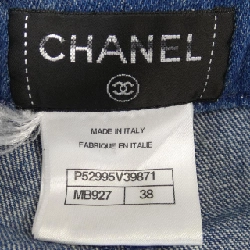 CHANEL
MADE IN ITALY
FABRIQUE EN ITALIE
P52995V39871
MB927 38